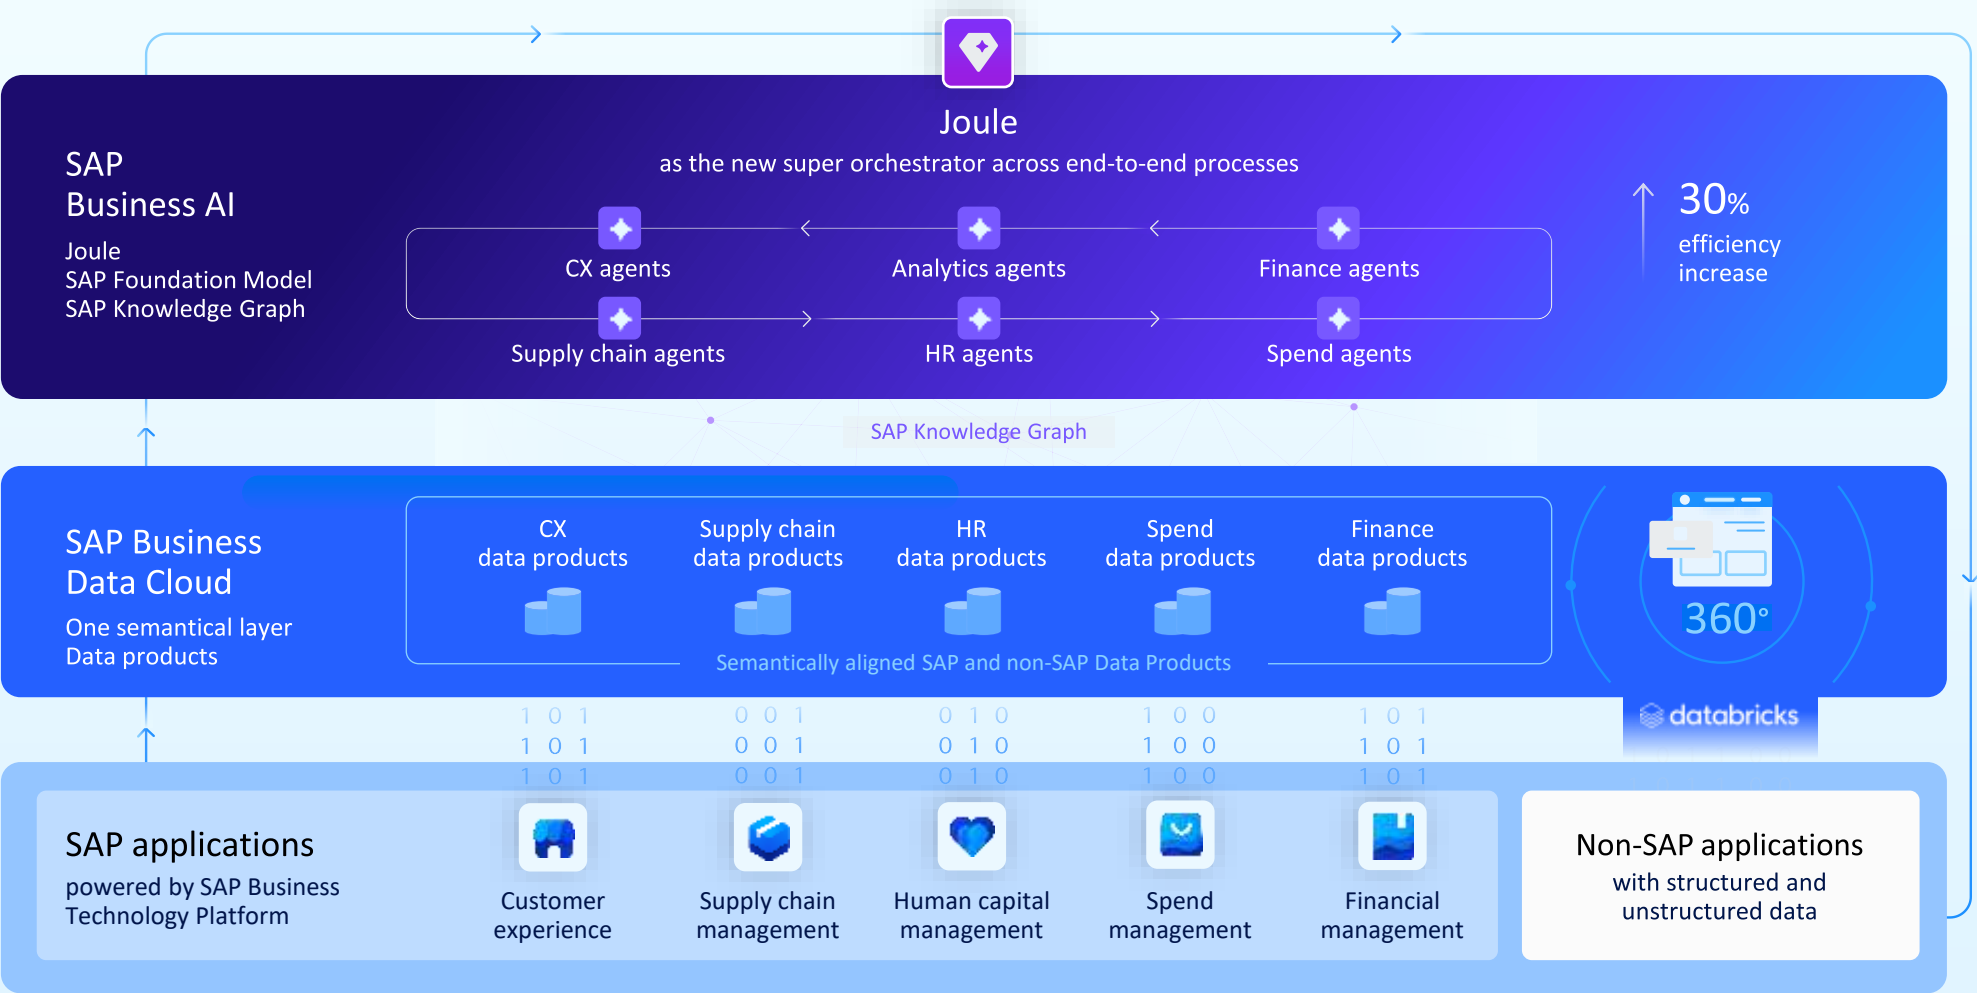 Joule
as the new super orchestrator across end-to-end processes
SAP
Business AI
Joule
SAP Foundation Model
SAP Knowledge Graph
CX agents
Analytics agents
Finance agents
Supply chain agents
HR agents
Spend agents
30%
efficiency
increase
SAP Knowledge Graph
SAP Business
Data Cloud
One semantical layer
Data products
CX
data products
Supply chain
data products
HR
data products
Spend
data products
Finance
data products
Semantically aligned SAP and non-SAP Data Products
360°
databricks
1 0 1
0 0 1
0 1 0
1 0 0
1 0 1
1 0 1
0 0 1
0 1 0
1 0 0
1 0 1
1 0 1
0 0 1
0 1 0
1 0 0
1 0 1
SAP applications
powered by SAP Business
Technology Platform
Customer
experience
Supply chain
management
Human capital
management
Spend
management
Financial
management
Non-SAP applications
with structured and
unstructured data